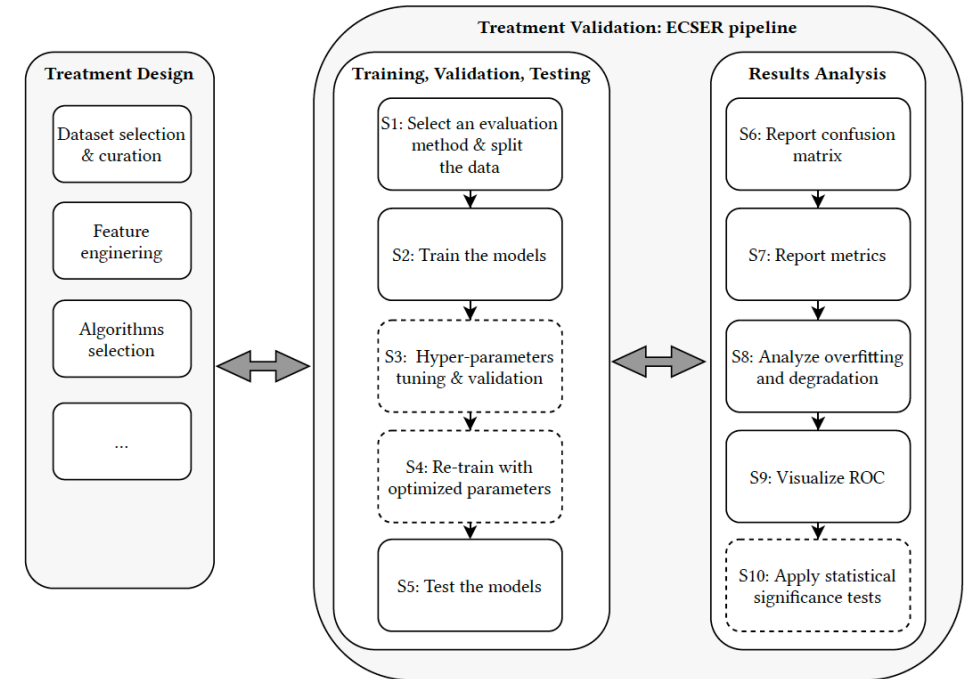 Treatment Validation: ECSER pipeline
Treatment Design
Dataset selection
& curation
Feature
enginering
Algorithms
selection
...
Training, Validation, Testing
S1: Select an evaluation
method & split
the data
S2: Train the models
S3: Hyper-parameters
tuning & validation
S4: Re-train with
optimized parameters
S5: Test the models
Results Analysis
S6: Report confusion
matrix
S7: Report metrics
S8: Analyze overfitting
and degradation
S9: Visualize ROC
S10: Apply statistical
significance tests